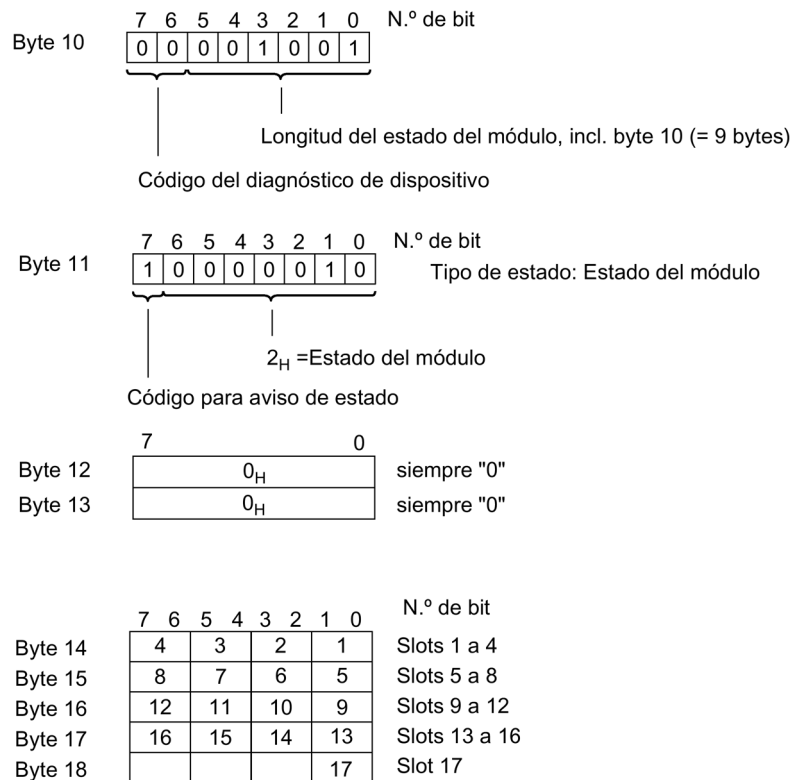 7 6 5 4 3 2 1 0 N.º de bit
Byte 10 0 0 0 0 1 0 0 1
Longitud del estado del módulo, incl. byte 10 (= 9 bytes)
Código del diagnóstico de dispositivo
7 6 5 4 3 2 1 0 N.º de bit
Byte 11 1 0 0 0 0 0 1 0 Tipo de estado: Estado del módulo
2H =Estado del módulo
Código para aviso de estado
7 0
Byte 12 0H siempre "0"
Byte 13 0H siempre "0"
7 6 5 4 3 2 1 0 N.º de bit
Byte 14 4 3 2 1 Slots 1 a 4
Byte 15 8 7 6 5 Slots 5 a 8
Byte 16 12 11 10 9 Slots 9 a 12
Byte 17 16 15 14 13 Slots 13 a 16
Byte 18 17 Slot 17